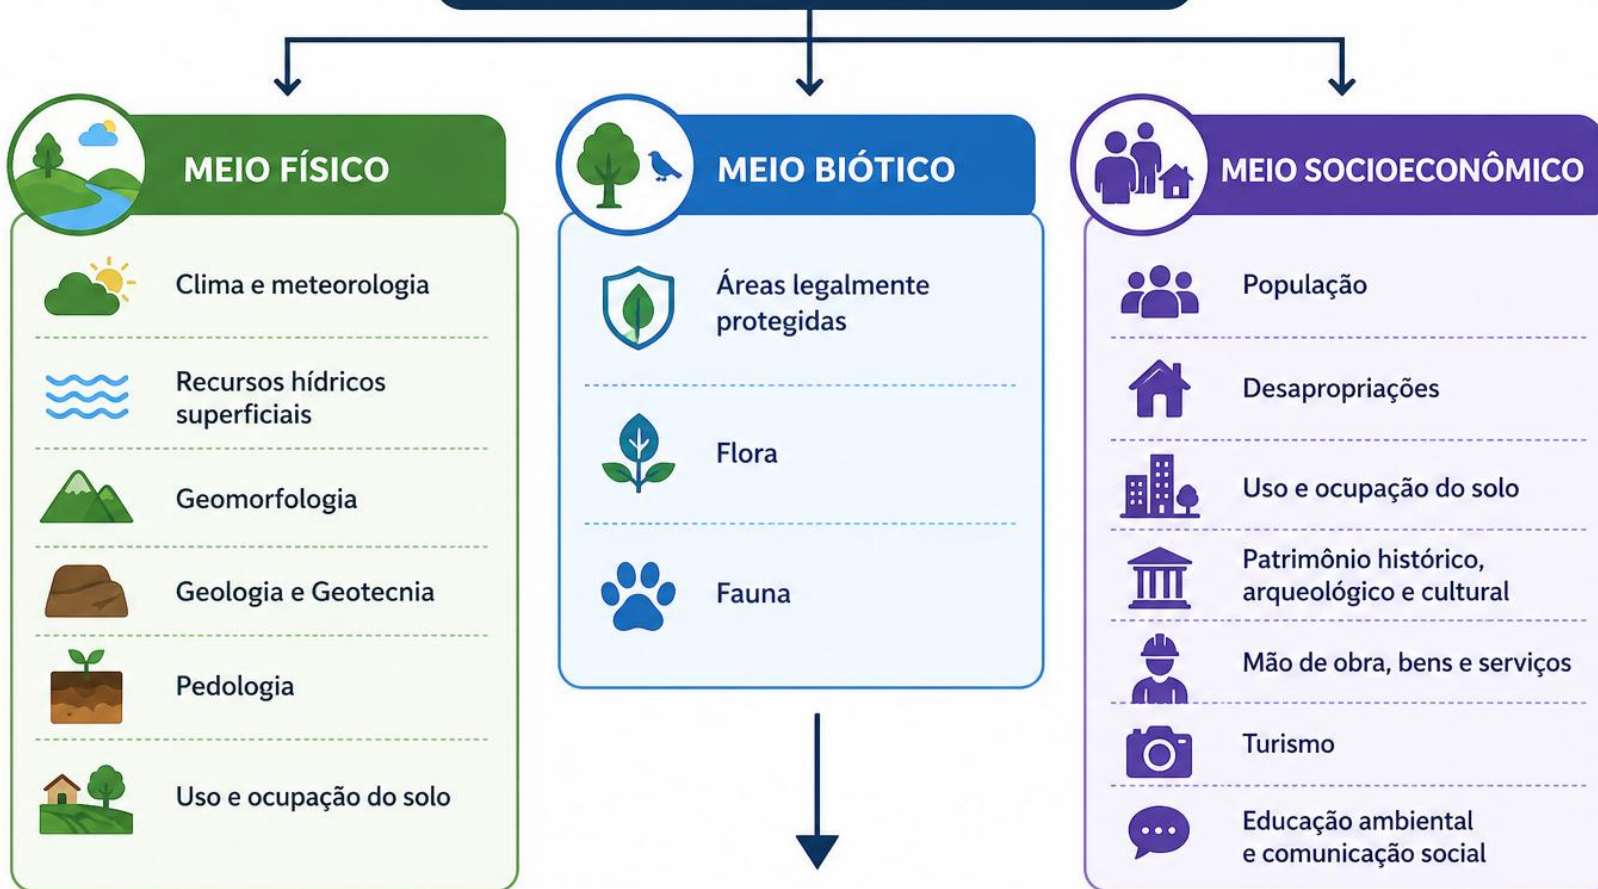 MEIO FÍSICO
Clima e meteorologia
Recursos hídricos
superficiais
Geomorfologia
Geologia e Geotecnia
Pedologia
Uso e ocupação do solo
MEIO BIÓTICO
Áreas legalmente
protegidas
Flora
Fauna
MEIO SOCIOECONÔMICO
População
Desapropriações
Uso e ocupação do solo
Patrimônio histórico,
arqueológico e cultural
Mão de obra, bens e serviços
Turismo
Educação ambiental
e comunicação social